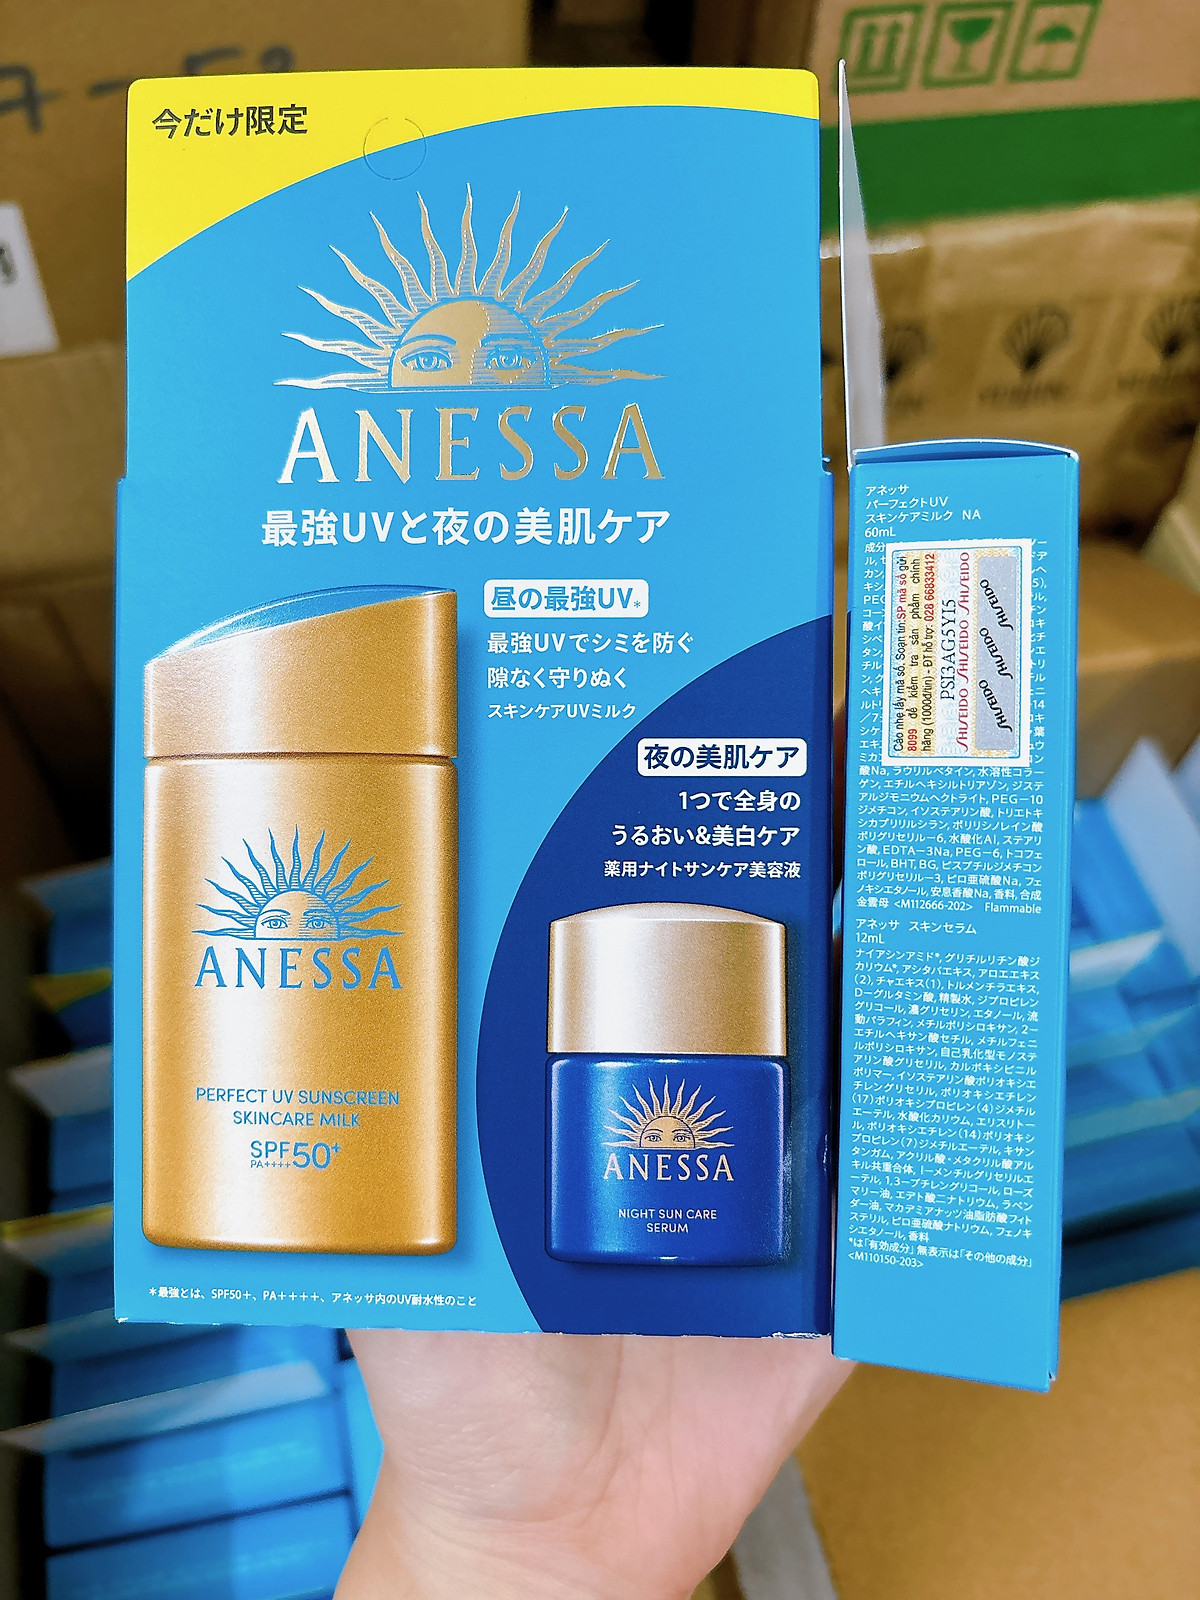 今だけ限定
ANESSA
最強UVと夜の美肌ケア
昼の最強UV*
最強UVでシミを防ぐ
隙なく守りぬく
スキンケアUVミルク
夜の美肌ケア
1つで全身の
うるおい&美白ケア
薬用ナイトサンケア美容液
ANESSA
PERFECT UV SUNSCREEN
SKINCARE MILK
SPF50+
PA++++
ANESSA
NIGHT SUN CARE
SERUM
*最強とは、SPF50+、PA++++、アネッサ内のUV耐水性のこと
アネッサ
パーフェクトUV
スキンケアミルク NA
60mL
Cào nhẹ lấy mã số. Soạn tin:SP mã số gửi
8099 để kiểm tra sản phẩm chính
hãng (1000đ/tin) - ĐT hỗ trợ: 028 66833412
PSI3AG5Y15
SHISEIDO SHISEIDO SHISEIDO
SHISEIDO SHISEIDO SHISEIDO
酸Na, ラウリルベタイン, 水溶性コラー
ゲン, エチルヘキシルトリアゾン, ジステ
アルジモニウムヘクトライト, PEG-10
ジメチコン, イソステアリン酸, トリエトキ
シカプリリルシラン, ポリリシノレイン酸
ポリグリセリル-6, 水酸化Al, ステアリ
ン酸, EDTA-3Na, PEG-6, トコフェ
ロール, BHT, BG, ビスブチルジメチコン
ポリグリセリル-3, ピロ亜硫酸Na, フェ
ノキシエタノール, 安息香酸Na, 香料, 合成
金雲母 <M112666-202> Flammable
アネッサ スキンセラム
12mL
ナイアシンアミド*, グリチルリチン酸ジ
カリウム*, アシタバエキス, アロエエキス
(2), チャエキス(1), トルメンチラエキス,
D-グルタミン酸, 精製水, ジプロピレン
グリコール, 濃グリセリン, エタノール, 流
動パラフィン, メチルポリシロキサン, 2-
エチルヘキサン酸セチル, メチルフェニ
ルポリシロキサン, 自己乳化型モノステ
アリン酸グリセリル, カルボキシビニル
ポリマー, イソステアリン酸ポリオキシエ
チレングリセリル, ポリオキシエチレン
(17)ポリオキシプロピレン(4)ジメチル
エーテル, 水酸化カリウム, エリスリトー
ル, ポリオキシエチレン(14)ポリオキシ
プロピレン(7)ジメチルエーテル, キサン
タンガム, アクリル酸・メタクリル酸アル
キル共重合体, l-メンチルグリセリルエ
ーテル, 1,3-ブチレングリコール, ローズ
マリー油, エデト酸二ナトリウム, ラベン
ダー油, マカデミアナッツ油脂肪酸フィト
ステリル, ピロ亜硫酸ナトリウム, フェノキ
シエタノール, 香料
*は「有効成分」無表示は「その他の成分」
<M110150-203>